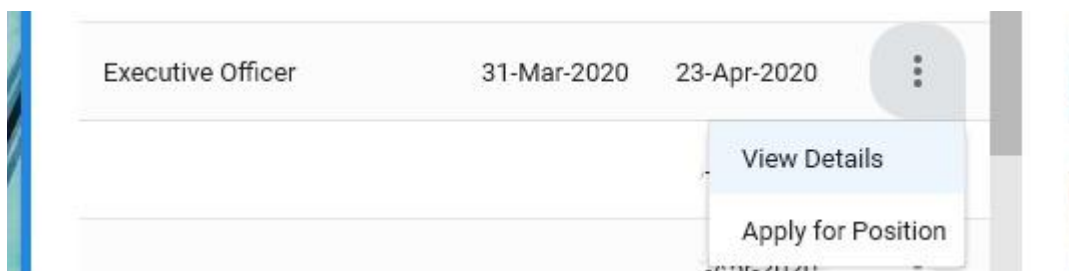 Executive Officer 31-Mar-2020 23-Apr-2020
View Details
Apply for Position